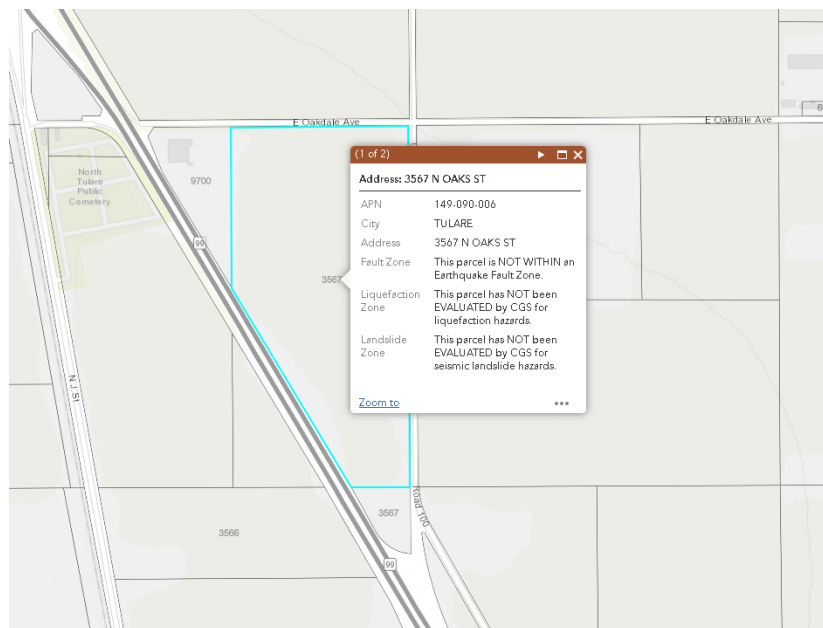 E Oakdale Ave
E Oakdale Ave
North
Tulare
Public
Cemetery
9700
99
3567
N J St
(1 of 2)
Address: 3567 N OAKS ST
APN 149-090-006
City TULARE
Address 3567 N OAKS ST
Fault Zone This parcel is NOT WITHIN an
Earthquake Fault Zone.
Liquefaction This parcel has NOT been
Zone EVALUATED by CGS for
liquefaction hazards.
Landslide This parcel has NOT been
Zone EVALUATED by CGS for
seismic landslide hazards.
Zoom to
Road 100
3567
3566
99